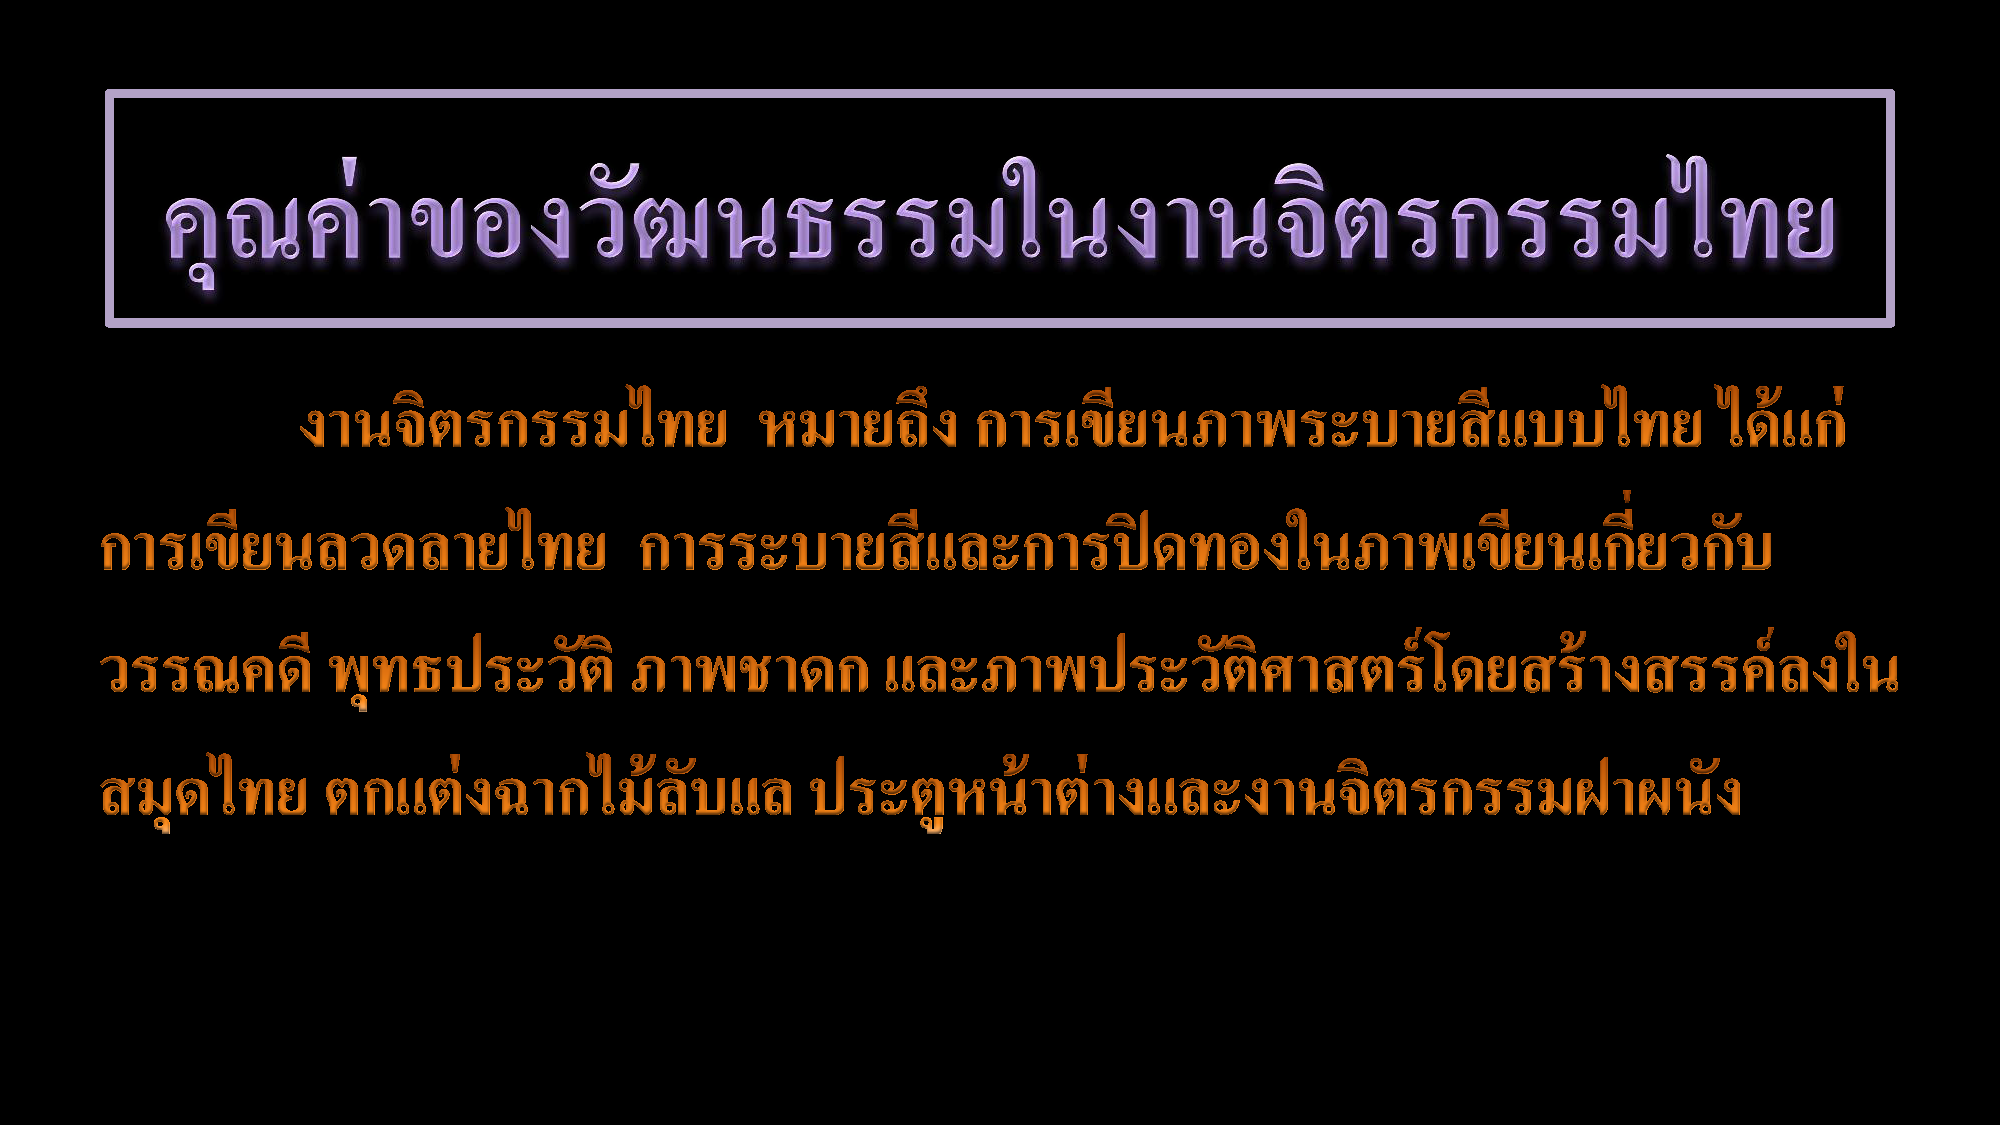 คุณค่าของวัฒนธรรมในงานจิตรกรรมไทย
งานจิตรกรรมไทย หมายถึง การเขียนภาพระบายสีแบบไทย ได้แก่
การเขียนลวดลายไทย การระบายสีและการปิดทองในภาพเขียนเกี่ยวกับ
วรรณคดี พุทธประวัติ ภาพชาดก และภาพประวัติศาสตร์โดยสร้างสรรค์ลงใน
สมุดไทย ตกแต่งฉากไม้ลับแล ประตูหน้าต่างและงานจิตรกรรมฝาผนัง